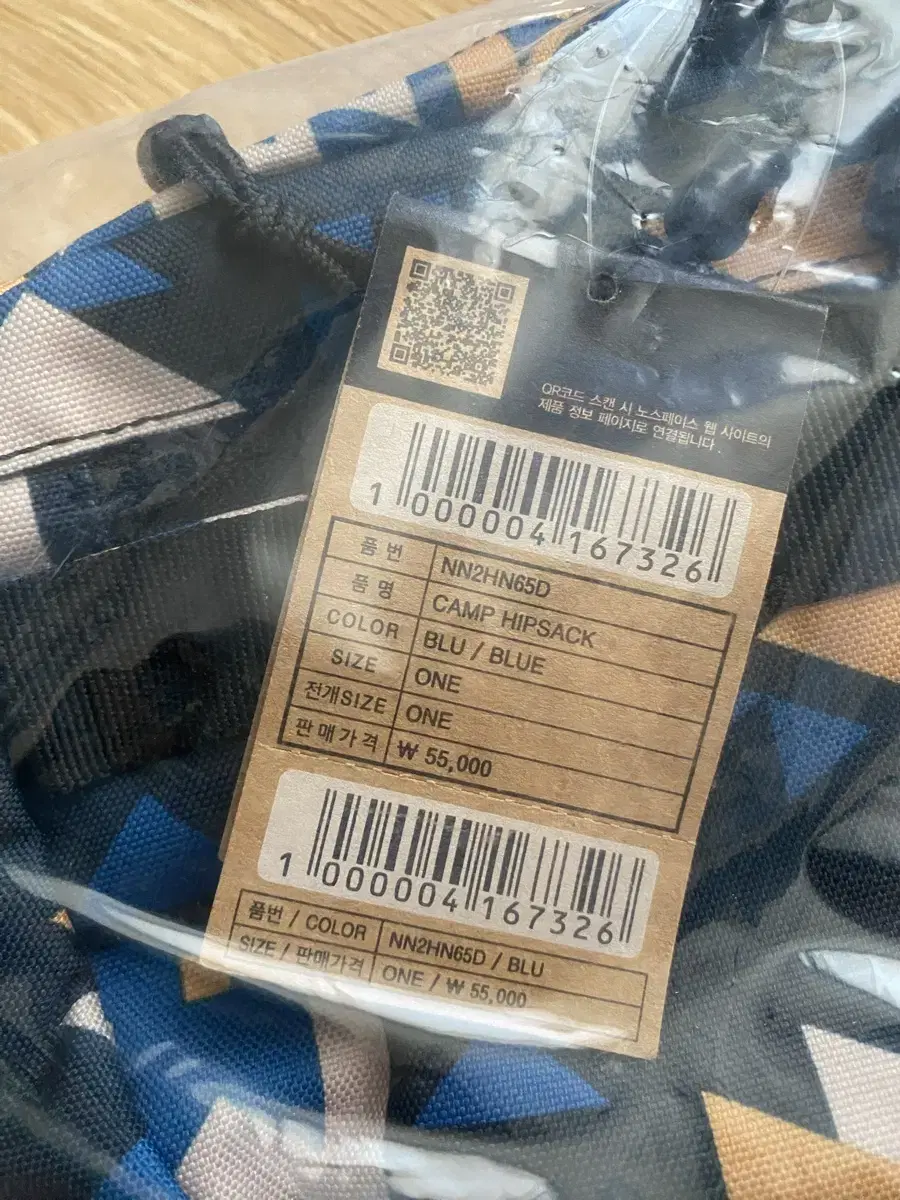 QR코드 스캔 시 노스페이스 웹 사이트의
제품 정보 페이지로 연결됩니다.
1 000004 167326
품번 NN2HN65D
품명 CAMP HIPSACK
COLOR BLU / BLUE
SIZE ONE
전개SIZE ONE
판매가격 ₩ 55,000
1 000004 167326
품번 / COLOR NN2HN65D / BLU
SIZE / 판매가격 ONE / ₩ 55,000